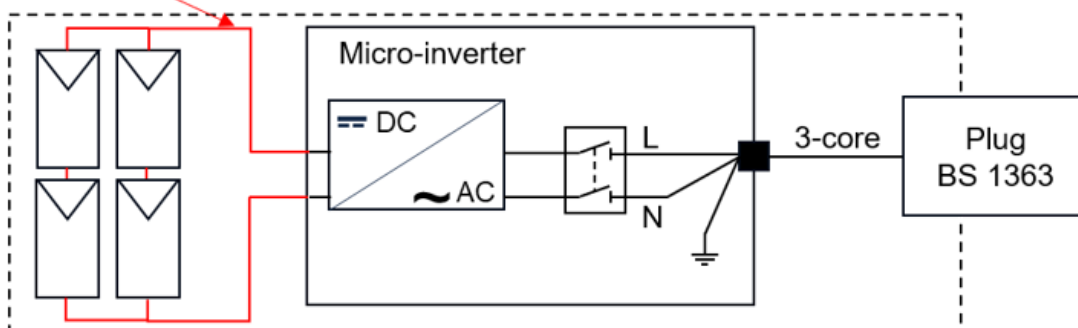 Micro-inverter
DC
AC
L
N
3-core
Plug
BS 1363